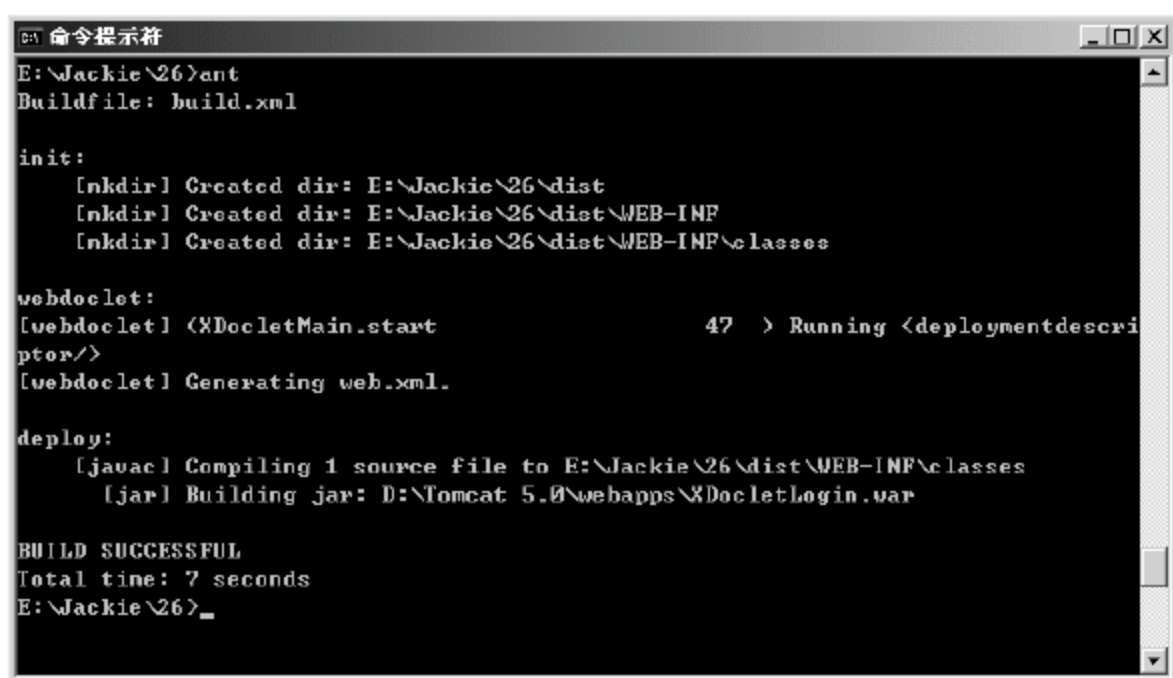 命令提示符
E:\Jackie\26>ant
Buildfile: build.xml
init:
[mkdir] Created dir: E:\Jackie\26\dist
[mkdir] Created dir: E:\Jackie\26\dist\WEB-INF
[mkdir] Created dir: E:\Jackie\26\dist\WEB-INF\classes
webdoclet:
[webdoclet] (XDocletMain.start                    47  ) Running <deploymentdescri
ptor/>
[webdoclet] Generating web.xml.
deploy:
[javac] Compiling 1 source file to E:\Jackie\26\dist\WEB-INF\classes
[jar] Building jar: D:\Tomcat 5.0\webapps\XDocletLogin.war
BUILD SUCCESSFUL
Total time: 7 seconds
E:\Jackie\26>_